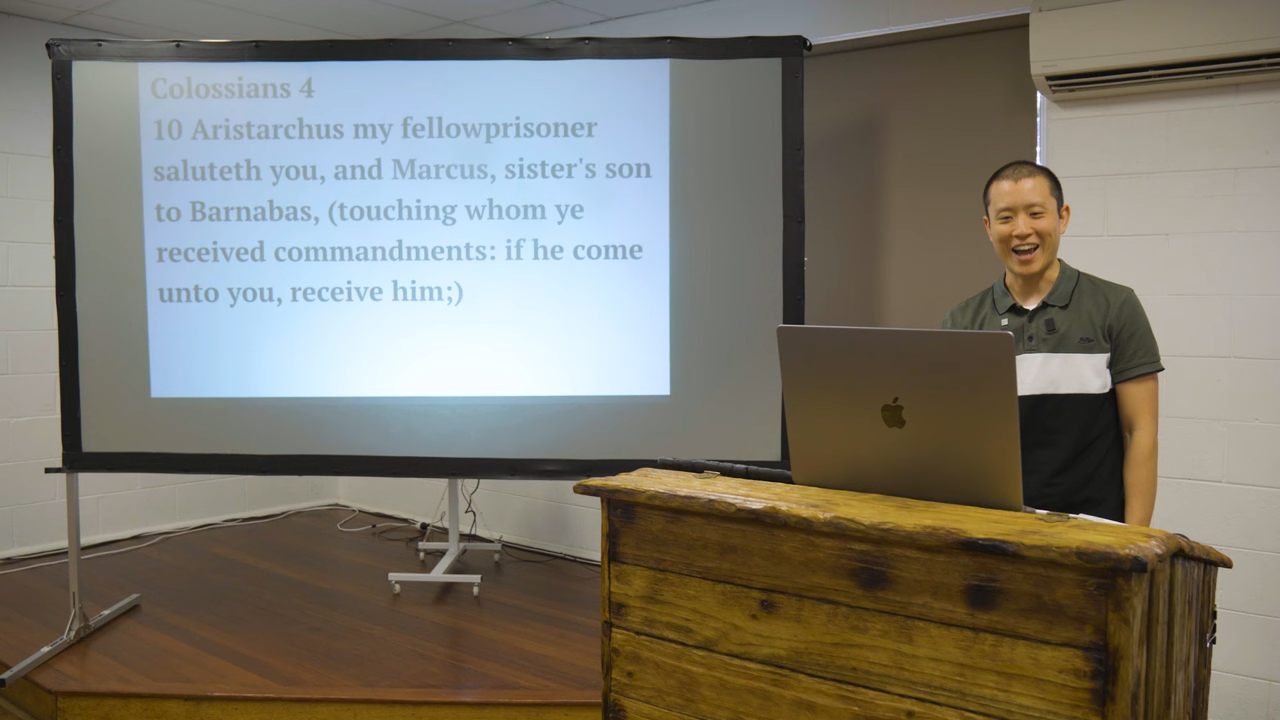 Colossians 4
10 Aristarchus my fellowprisoner
saluteth you, and Marcus, sister's son
to Barnabas, (touching whom ye
received commandments: if he come
unto you, receive him;)